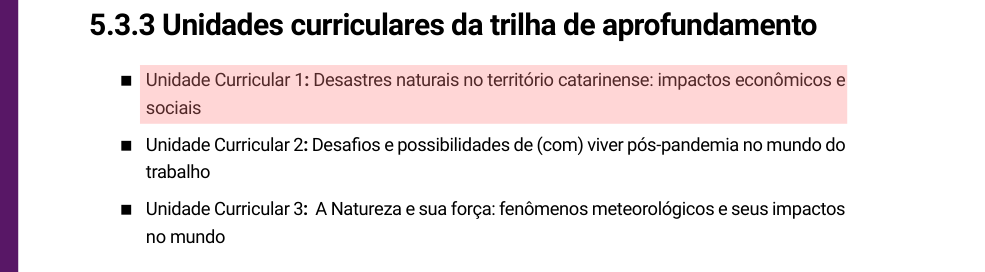 5.3.3 Unidades curriculares da trilha de aprofundamento
■ Unidade Curricular 1: Desastres naturais no território catarinense: impactos econômicos e
sociais
■ Unidade Curricular 2: Desafios e possibilidades de (com) viver pós-pandemia no mundo do
trabalho
■ Unidade Curricular 3: A Natureza e sua força: fenômenos meteorológicos e seus impactos
no mundo